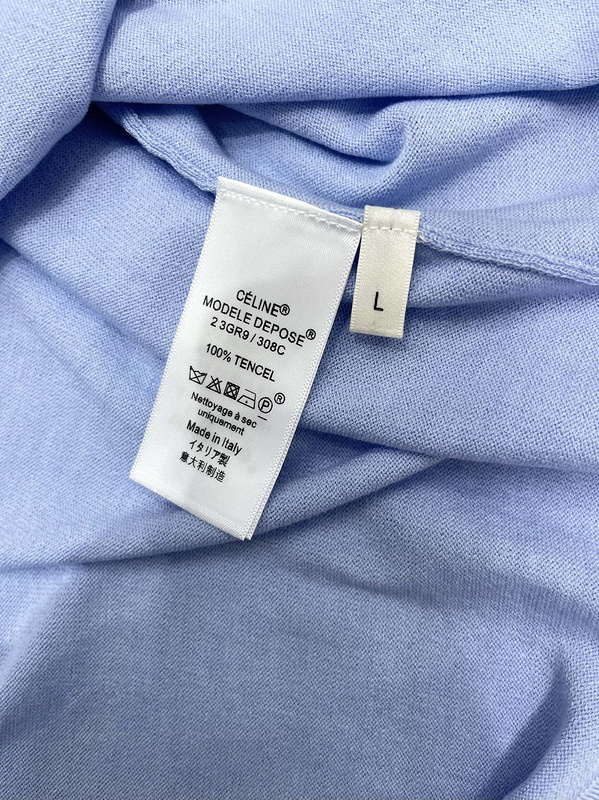 CÉLINE®
MODELE DEPOSE®
2 3GR9 / 308C
100% TENCEL
P®
Nettoyage à sec
uniquement
Made in Italy
イタリア製
意大利制造
L